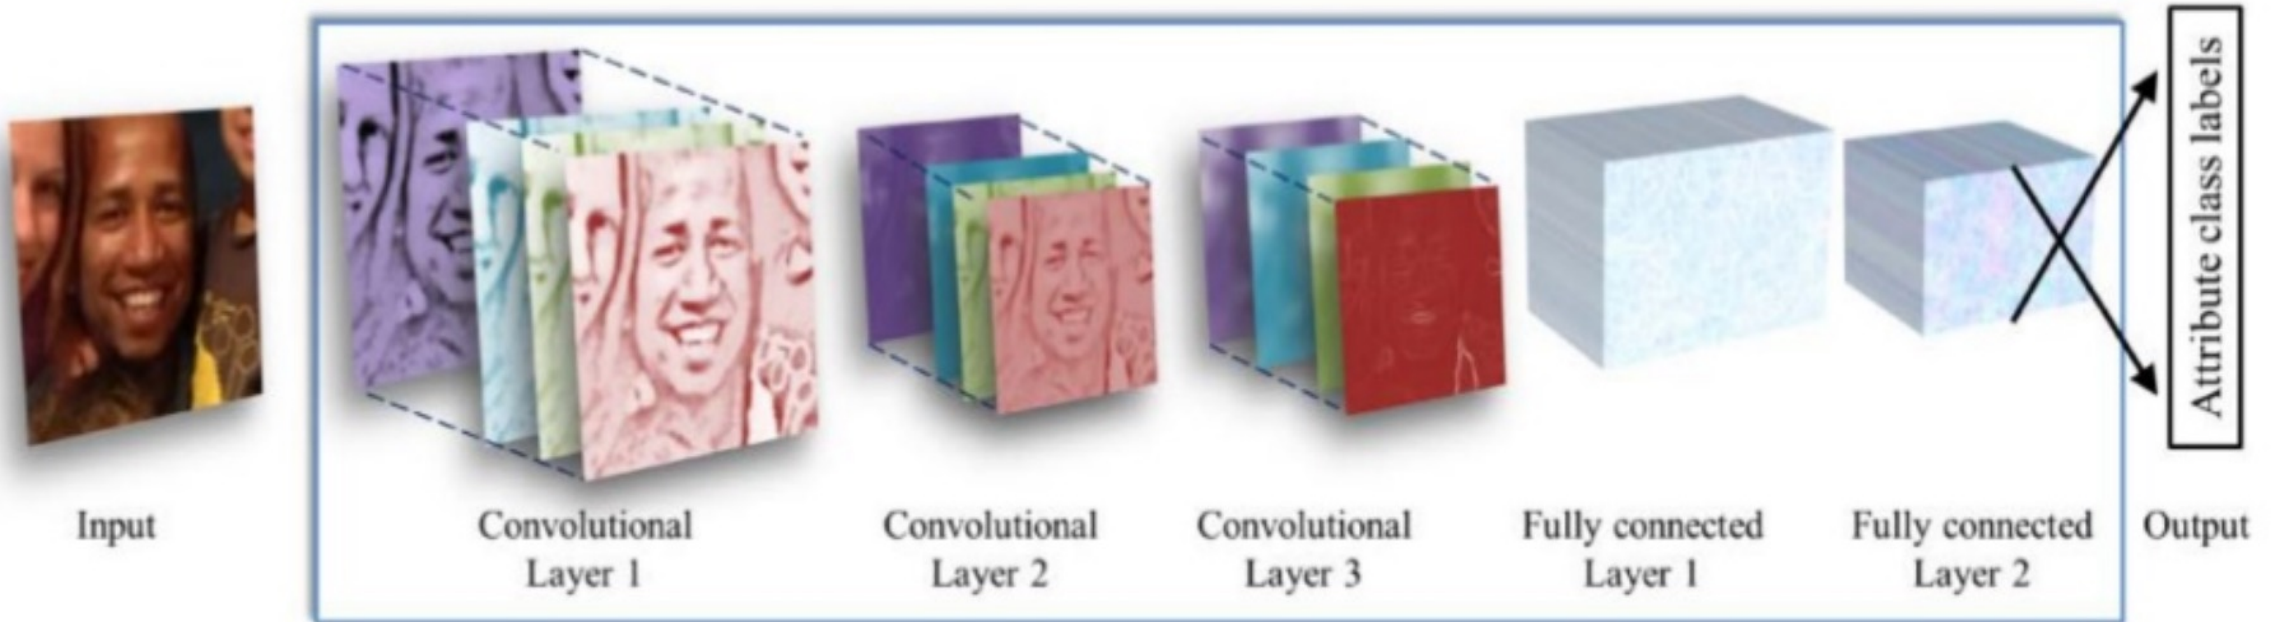 Attribute class labels
Input
Convolutional
Layer 1
Convolutional
Layer 2
Convolutional
Layer 3
Fully connected
Layer 1
Fully connected
Layer 2
Output